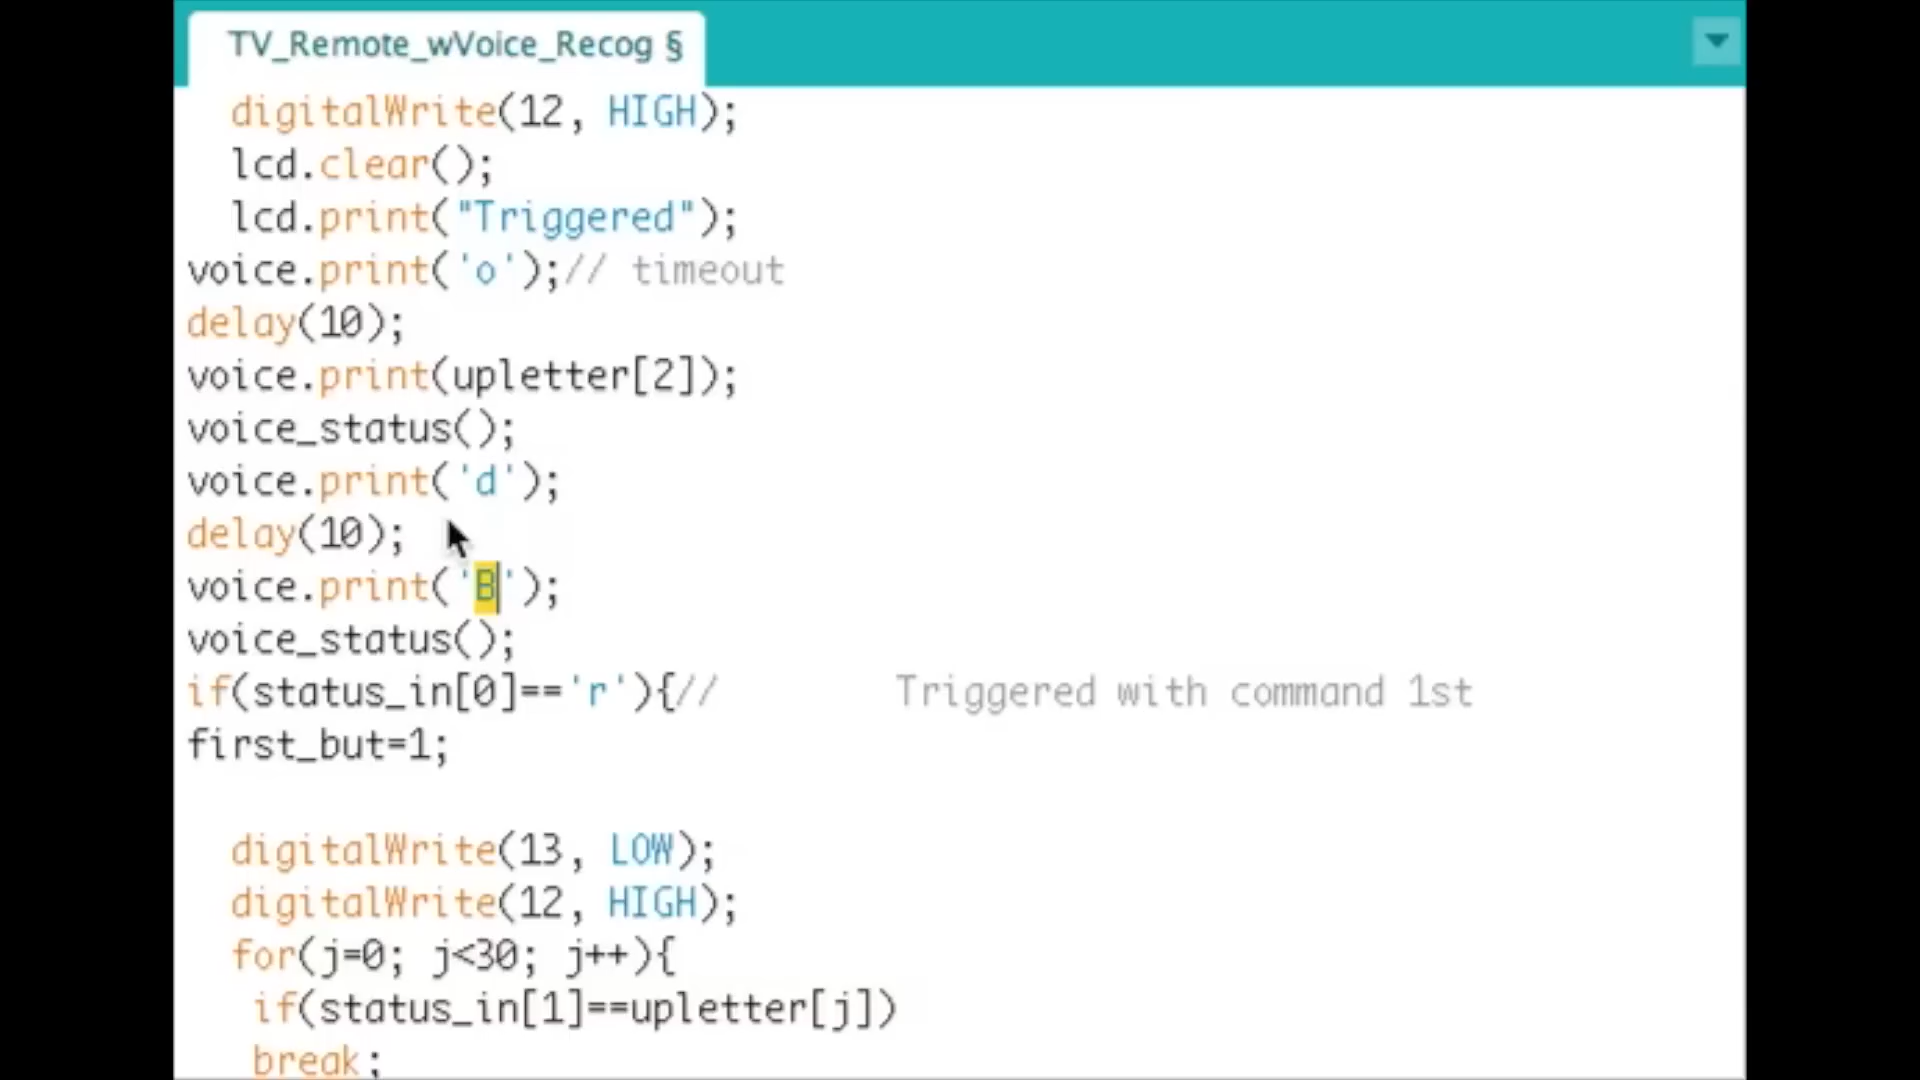 TV_Remote_wVoice_Recog §
digitalWrite(12, HIGH);
lcd.clear();
lcd.print("Triggered");
voice.print('o');// timeout
delay(10);
voice.print(upletter[2]);
voice_status();
voice.print('d');
delay(10);
voice.print('B');
voice_status();
if(status_in[0]=='r'){// Triggered with command 1st
first_but=1;
digitalWrite(13, LOW);
digitalWrite(12, HIGH);
for(j=0; j<30; j++){
if(status_in[1]==upletter[j])
break;